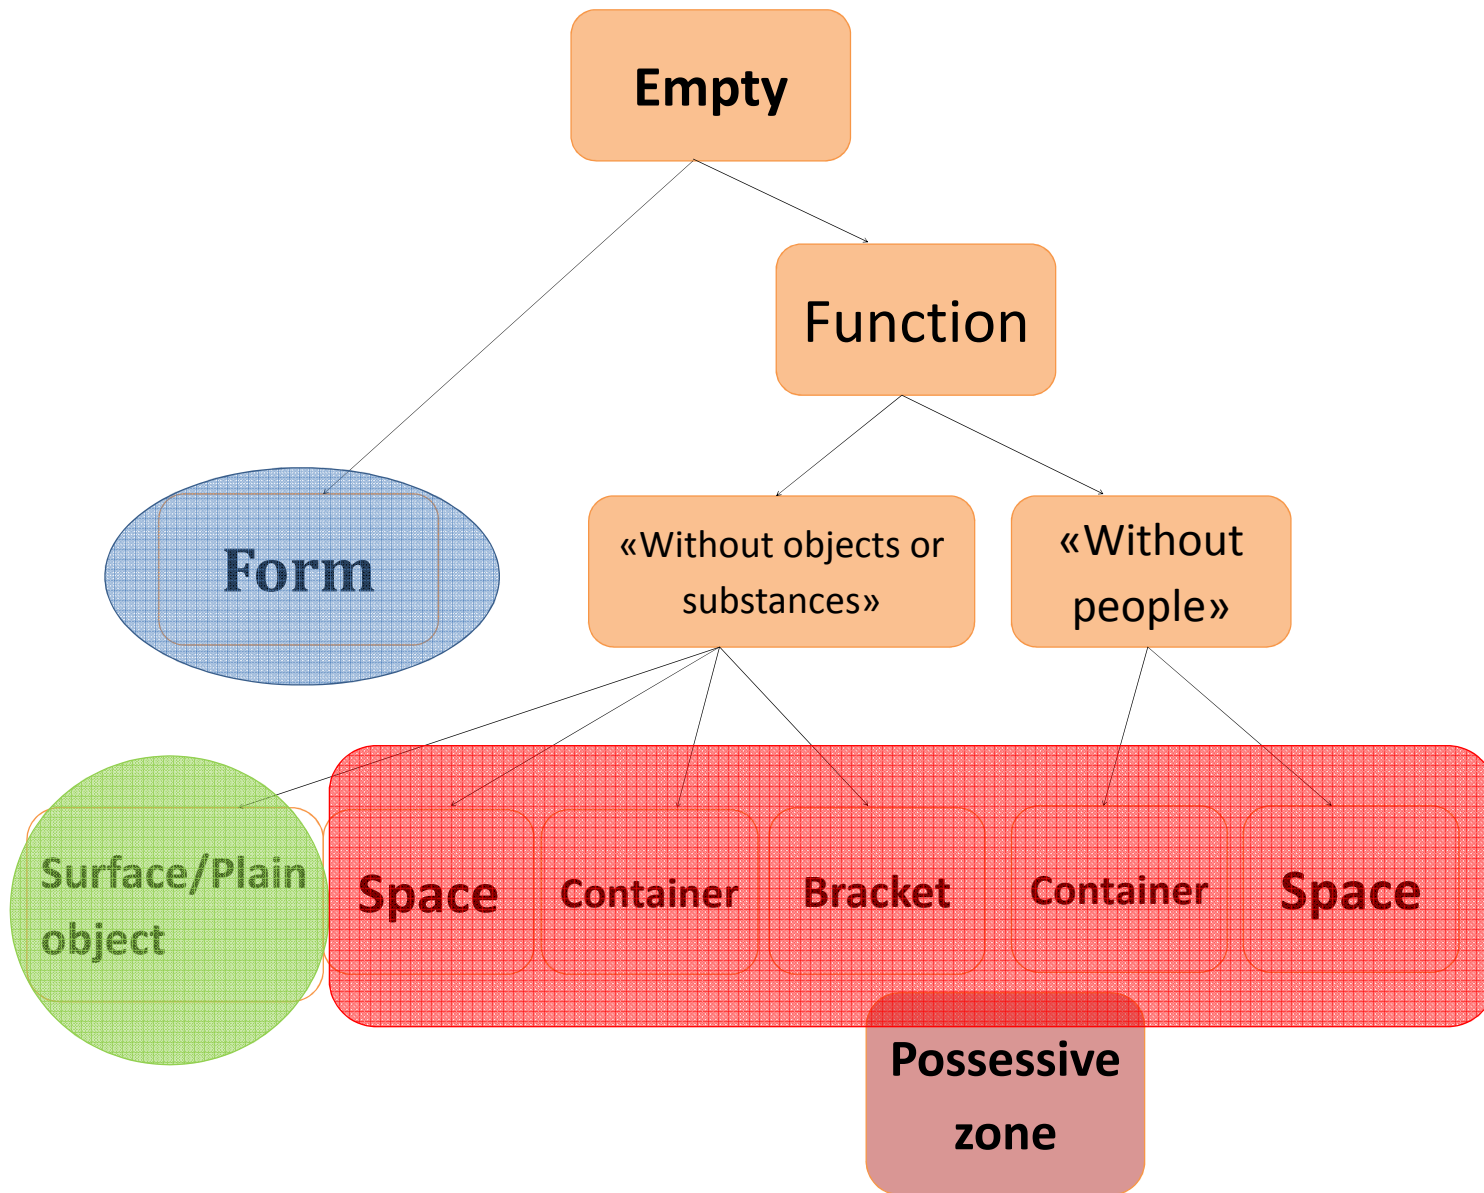 Empty
Function
Form
«Without objects or
substances»
«Without
people»
Surface/Plain
object
Space
Container
Bracket
Container
Space
Possessive
zone